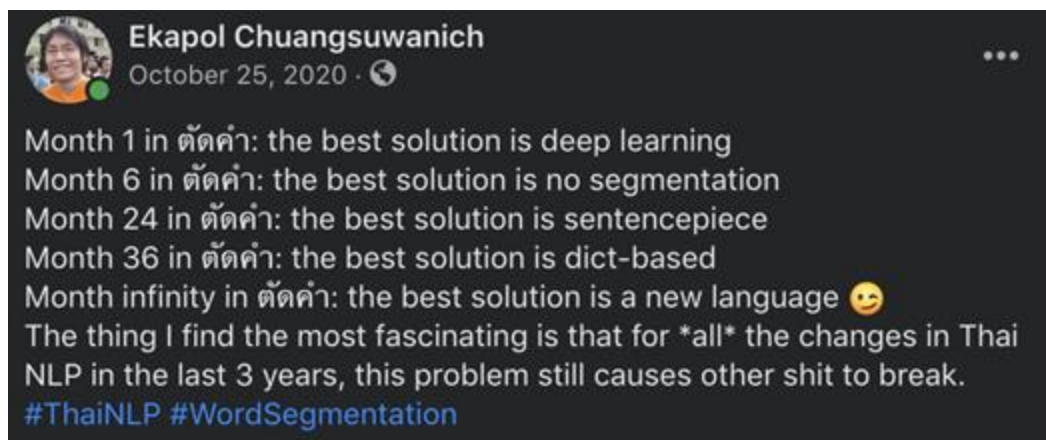 Ekapol Chuangsuwanich
October 25, 2020 ·
Month 1 in ตัดคำ: the best solution is deep learning
Month 6 in ตัดคำ: the best solution is no segmentation
Month 24 in ตัดคำ: the best solution is sentencepiece
Month 36 in ตัดคำ: the best solution is dict-based
Month infinity in ตัดคำ: the best solution is a new language 😉
The thing I find the most fascinating is that for *all* the changes in Thai
NLP in the last 3 years, this problem still causes other shit to break.
#ThaiNLP #WordSegmentation